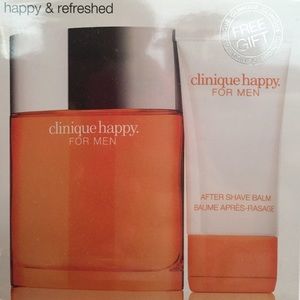 happy & refreshed
FREE
GIFT
clinique happy.
FOR MEN
clinique happy.
FOR MEN
AFTER SHAVE BALM
BAUME APRÈS-RASAGE